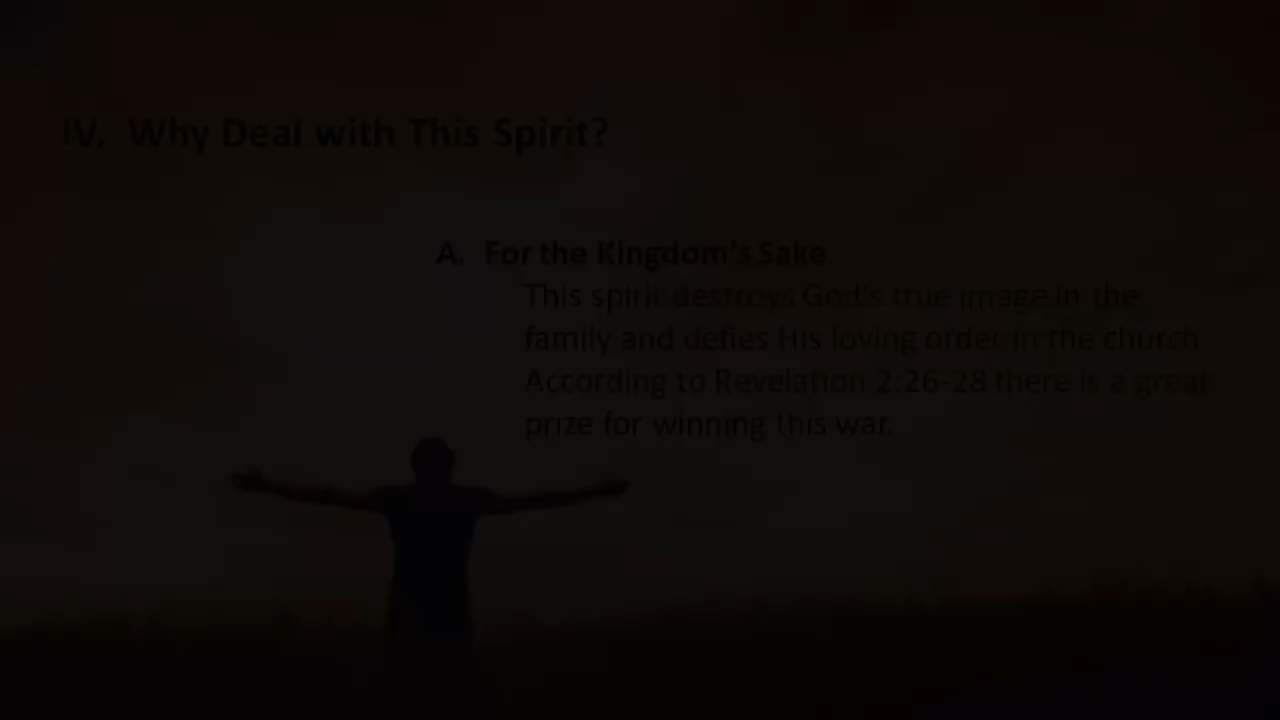 IV. Why Deal with This Spirit?
A. For the Kingdom's Sake
This spirit destroys God's true image in the
family and defies His loving order in the church
According to Revelation 2:26-28 there is a great
prize for winning this war.